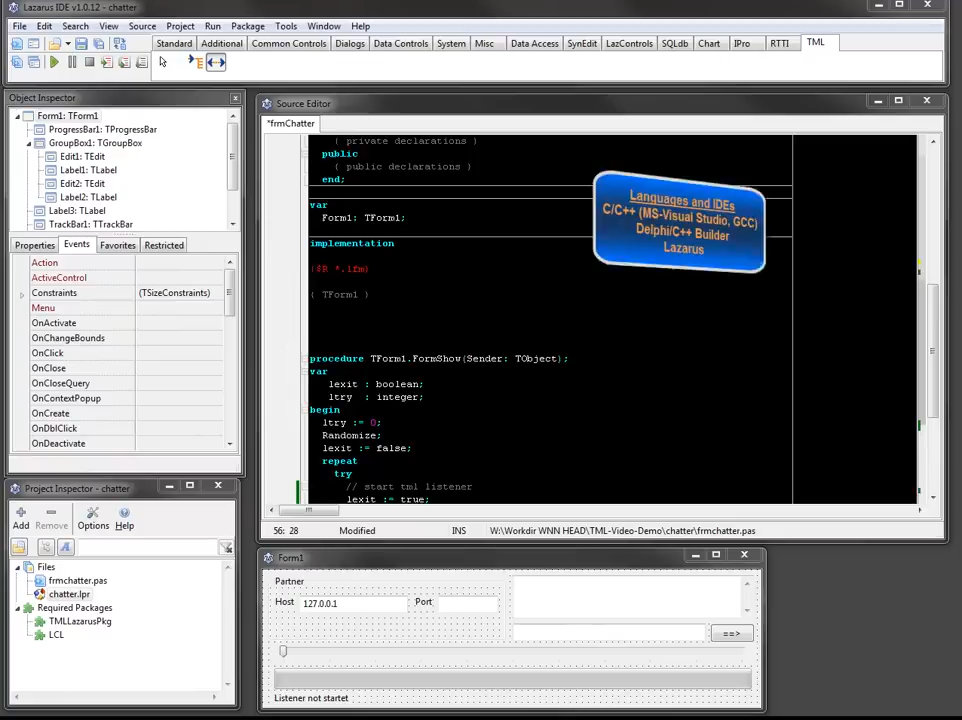 Lazarus IDE v1.0.12 - chatter
File Edit Search View Source Project Run Package Tools Window Help
Standard Additional Common Controls Dialogs Data Controls System Misc Data Access SynEdit LazControls SQLdb Chart IPro RTTI TML
Object Inspector
Form1: TForm1
ProgressBar1: TProgressBar
GroupBox1: TGroupBox
Edit1: TEdit
Label1: TLabel
Edit2: TEdit
Label2: TLabel
Label3: TLabel
TrackBar1: TTrackBar
Properties Events Favorites Restricted
Action
ActiveControl
Constraints (TSizeConstraints)
Menu
OnActivate
OnChangeBounds
OnClick
OnClose
OnCloseQuery
OnContextPopup
OnCreate
OnDblClick
OnDeactivate
Source Editor
*frmChatter
{ private declarations }
public
{ public declarations }
end;
var
Form1: TForm1;
implementation
{$R *.lfm}
{ TForm1 }
procedure TForm1.FormShow(Sender: TObject);
var
lexit : boolean;
ltry : integer;
begin
ltry := 0;
Randomize;
lexit := false;
repeat
try
// start tml listener
lexit := true;
56: 28 Modified INS W:\Workdir WNN HEAD\TML-Video-Demo\chatter\frmchatter.pas
Languages and IDEs
C/C++ (MS-Visual Studio, GCC)
Delphi/C++ Builder
Lazarus
Project Inspector - chatter
Add Remove Options Help
Files
frmchatter.pas
chatter.lpr
Required Packages
TMLLazarusPkg
LCL
Form1
Partner
Host 127.0.0.1 Port
==>
Listener not startet